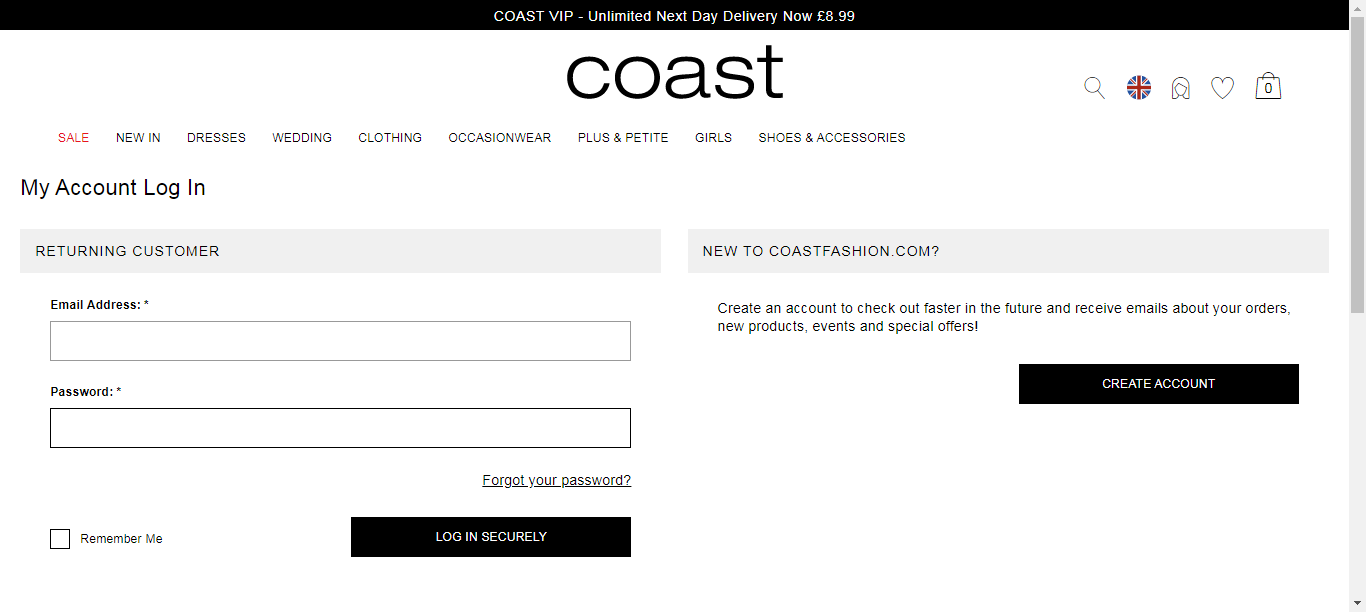 COAST VIP - Unlimited Next Day Delivery Now £8.99
coast
0
SALE NEW IN DRESSES WEDDING CLOTHING OCCASIONWEAR PLUS & PETITE GIRLS SHOES & ACCESSORIES
My Account Log In
RETURNING CUSTOMER
Email Address: *
Password: *
Forgot your password?
Remember Me
LOG IN SECURELY
NEW TO COASTFASHION.COM?
Create an account to check out faster in the future and receive emails about your orders,
new products, events and special offers!
CREATE ACCOUNT